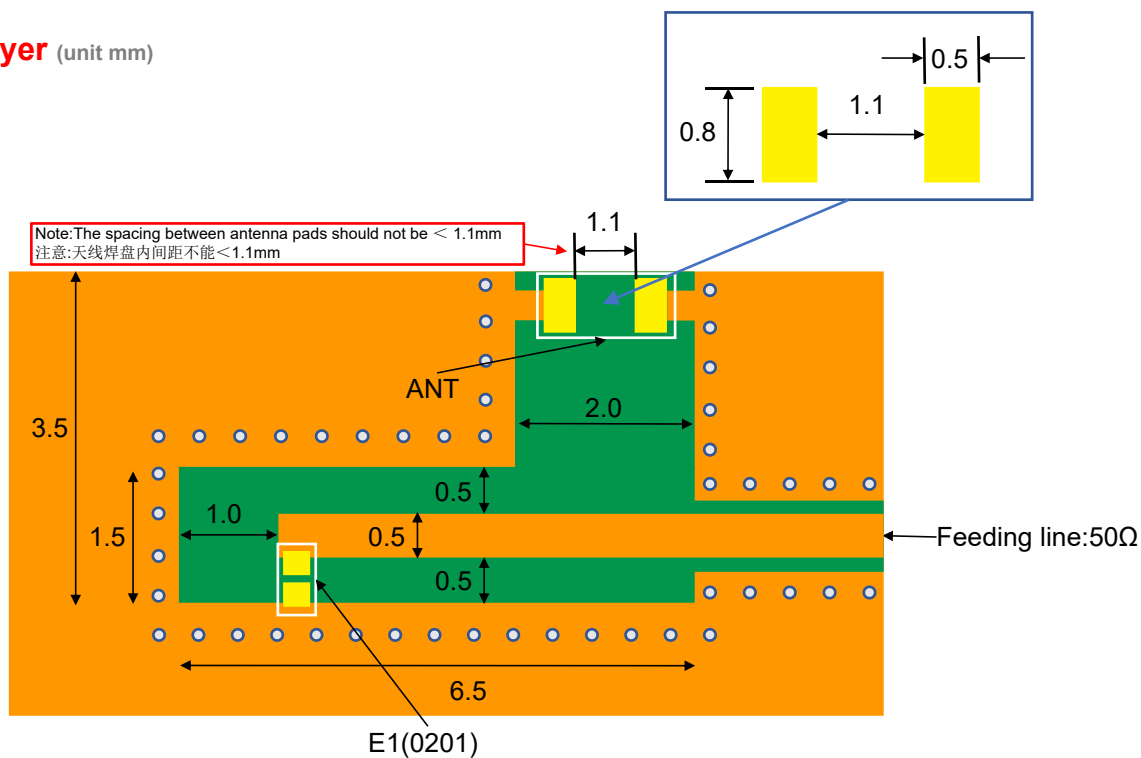 yer (unit mm)
0.5
1.1
0.8
Note:The spacing between antenna pads should not be < 1.1mm
注意:天线焊盘内间距不能<1.1mm
1.1
ANT
2.0
3.5
0.5
1.0
1.5
0.5
Feeding line:50Ω
0.5
6.5
E1(0201)